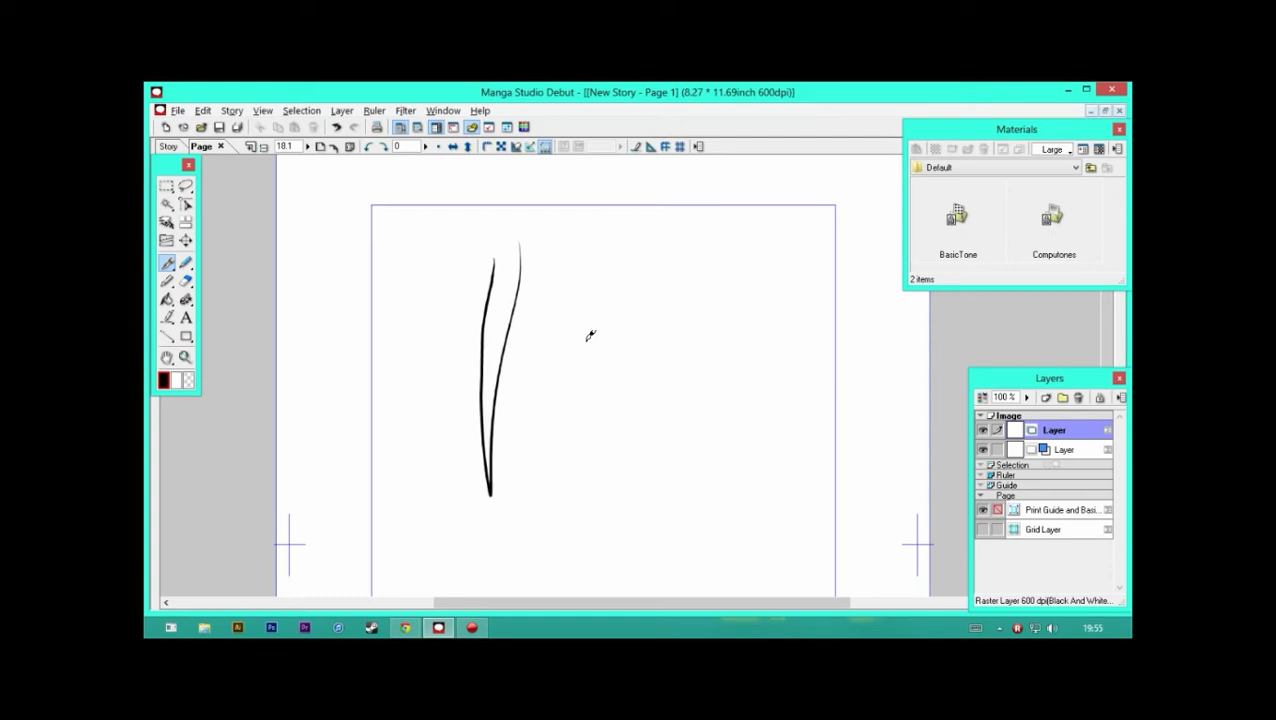 Manga Studio Debut - [[New Story - Page 1] (8.27 * 11.69inch 600dpi)]
File Edit Story View Selection Layer Ruler Filter Window Help
Story Page 18.1 0
Materials
Large
Default
BasicTone Computones
2 items
A
Layers
100 %
Image
Layer
Layer
Selection
Ruler
Guide
Page
Print Guide and Basi...
Grid Layer
Raster Layer 600 dpi(Black And White...
Ai Ps Pr R 19:55